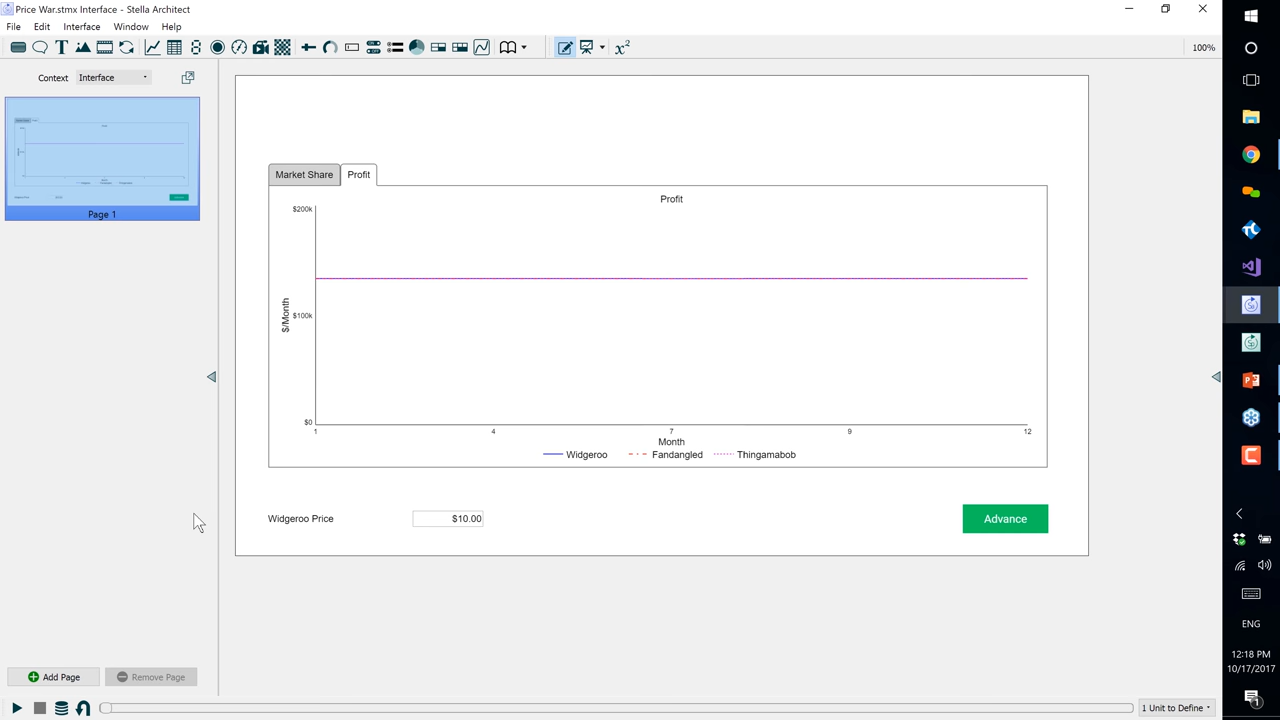 Price War.stmx Interface - Stella Architect
File Edit Interface Window Help
T
x²
100%
Context Interface
Page 1
Market Share Profit
Profit
$200k
$/Month
$100k
$0
1 4 7 9 12
Month
Widgeroo Fandangled Thingamabob
Widgeroo Price $10.00 Advance
Add Page Remove Page
1 Unit to Define
ENG
12:18 PM
10/17/2017
1